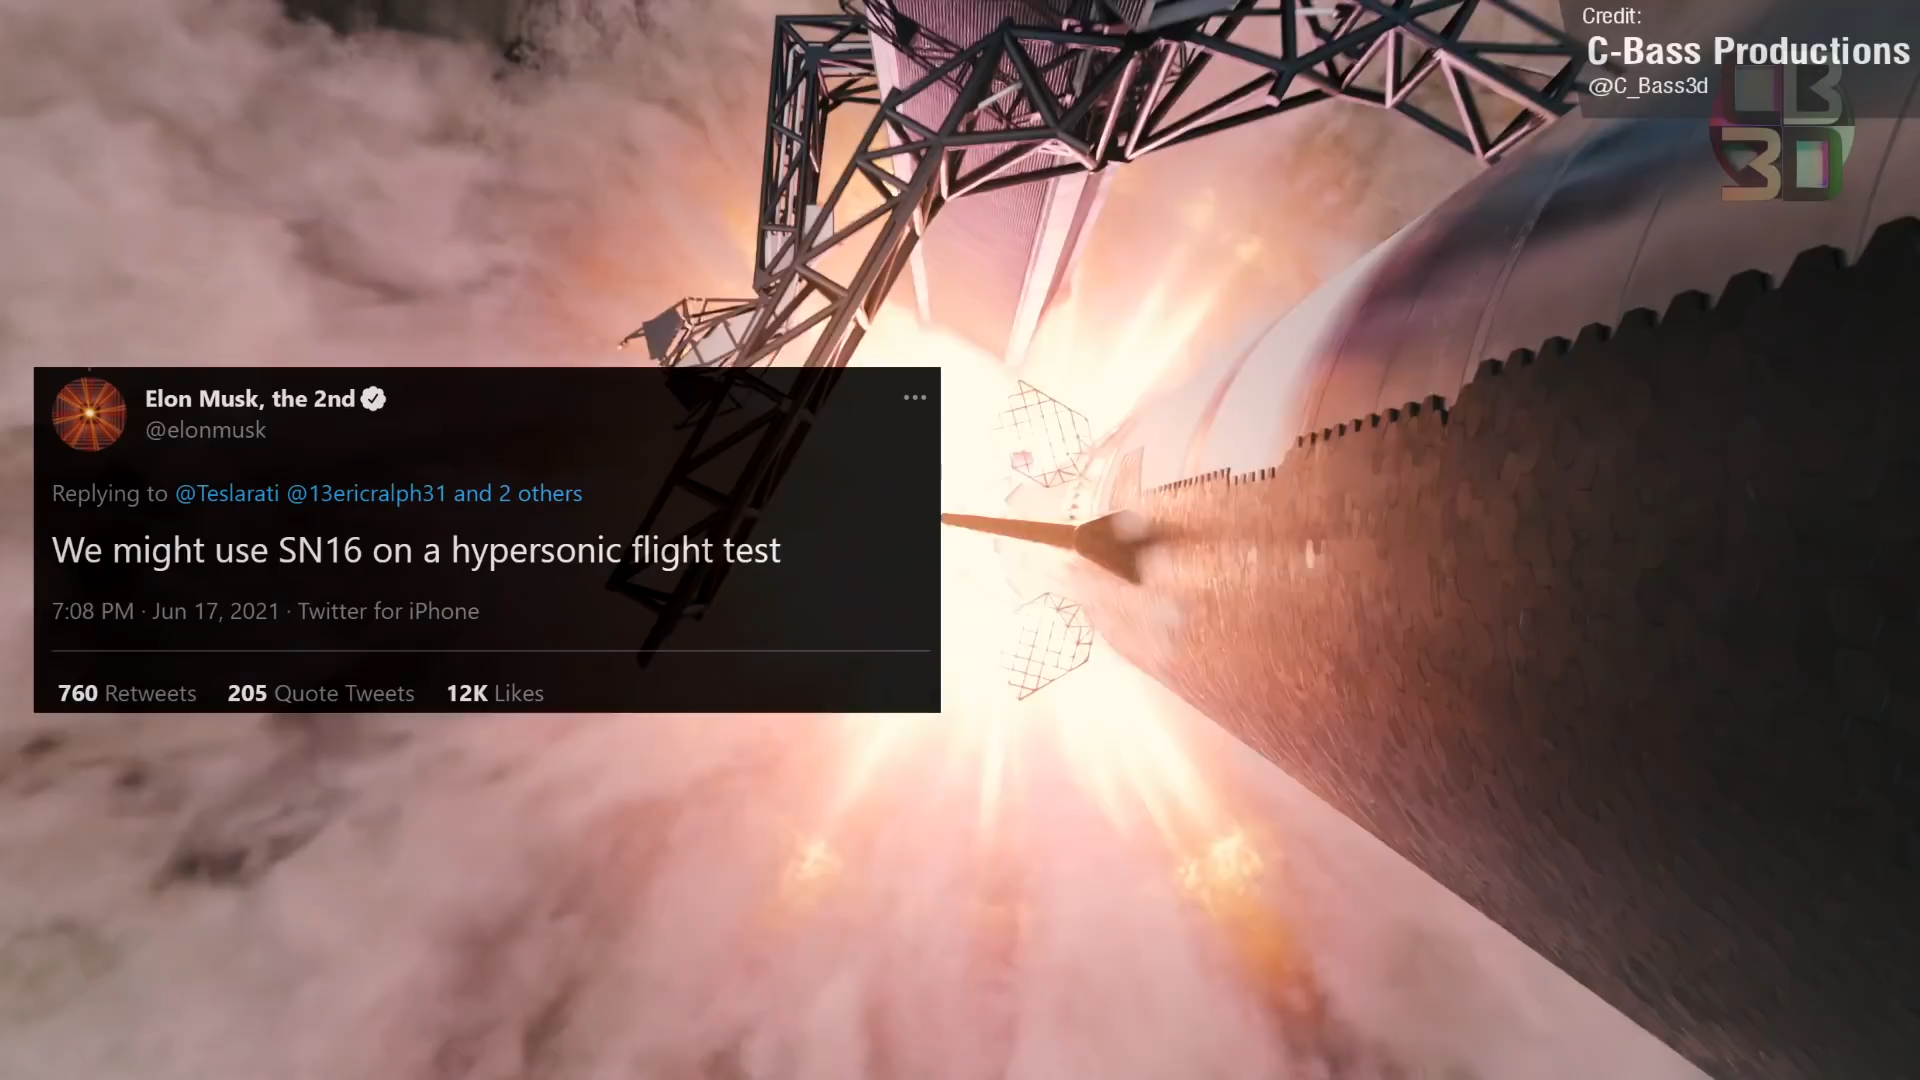 Credit:
C-Bass Productions
@C_Bass3d
CB
3D
Elon Musk, the 2nd
@elonmusk
Replying to @Teslarati @13ericralph31 and 2 others
We might use SN16 on a hypersonic flight test
7:08 PM · Jun 17, 2021 · Twitter for iPhone
760 Retweets 205 Quote Tweets 12K Likes